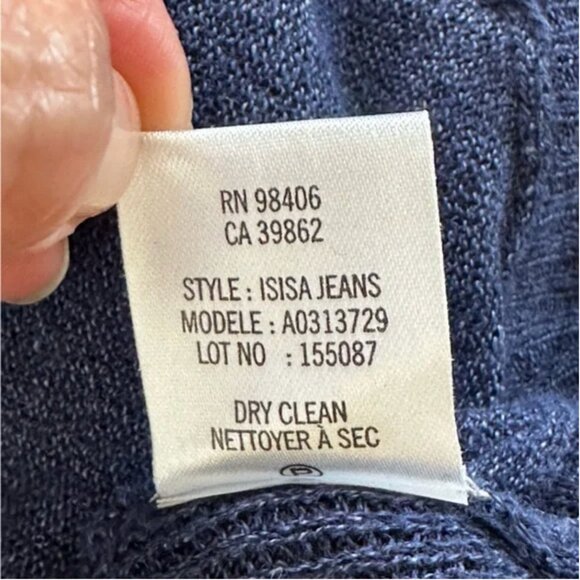 RN 98406
CA 39862
STYLE : ISISA JEANS
MODELE : A0313729
LOT NO : 155087
DRY CLEAN
NETTOYER À SEC
P